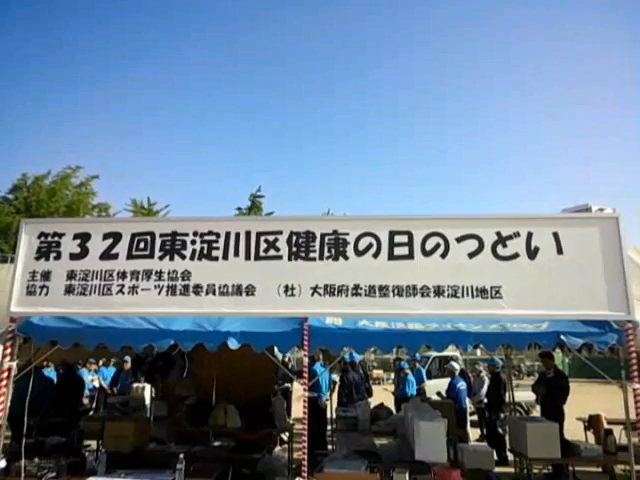 第32回東淀川区健康の日のつどい
主催 東淀川区体育厚生協会
協力 東淀川区スポーツ推進委員協議会 (社)大阪府柔道整復師会東淀川地区